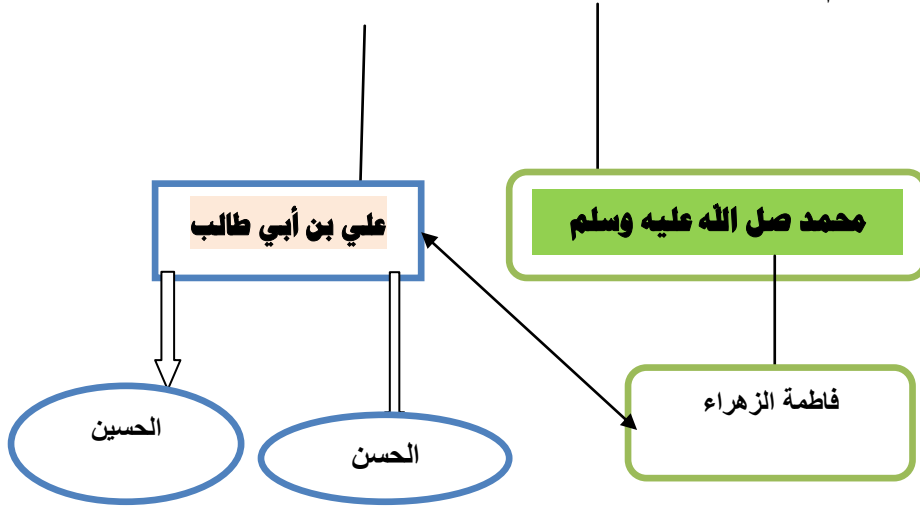 محمد صل الله عليه وسلم
علي بن أبي طالب
فاطمة الزهراء
الحسن
الحسين